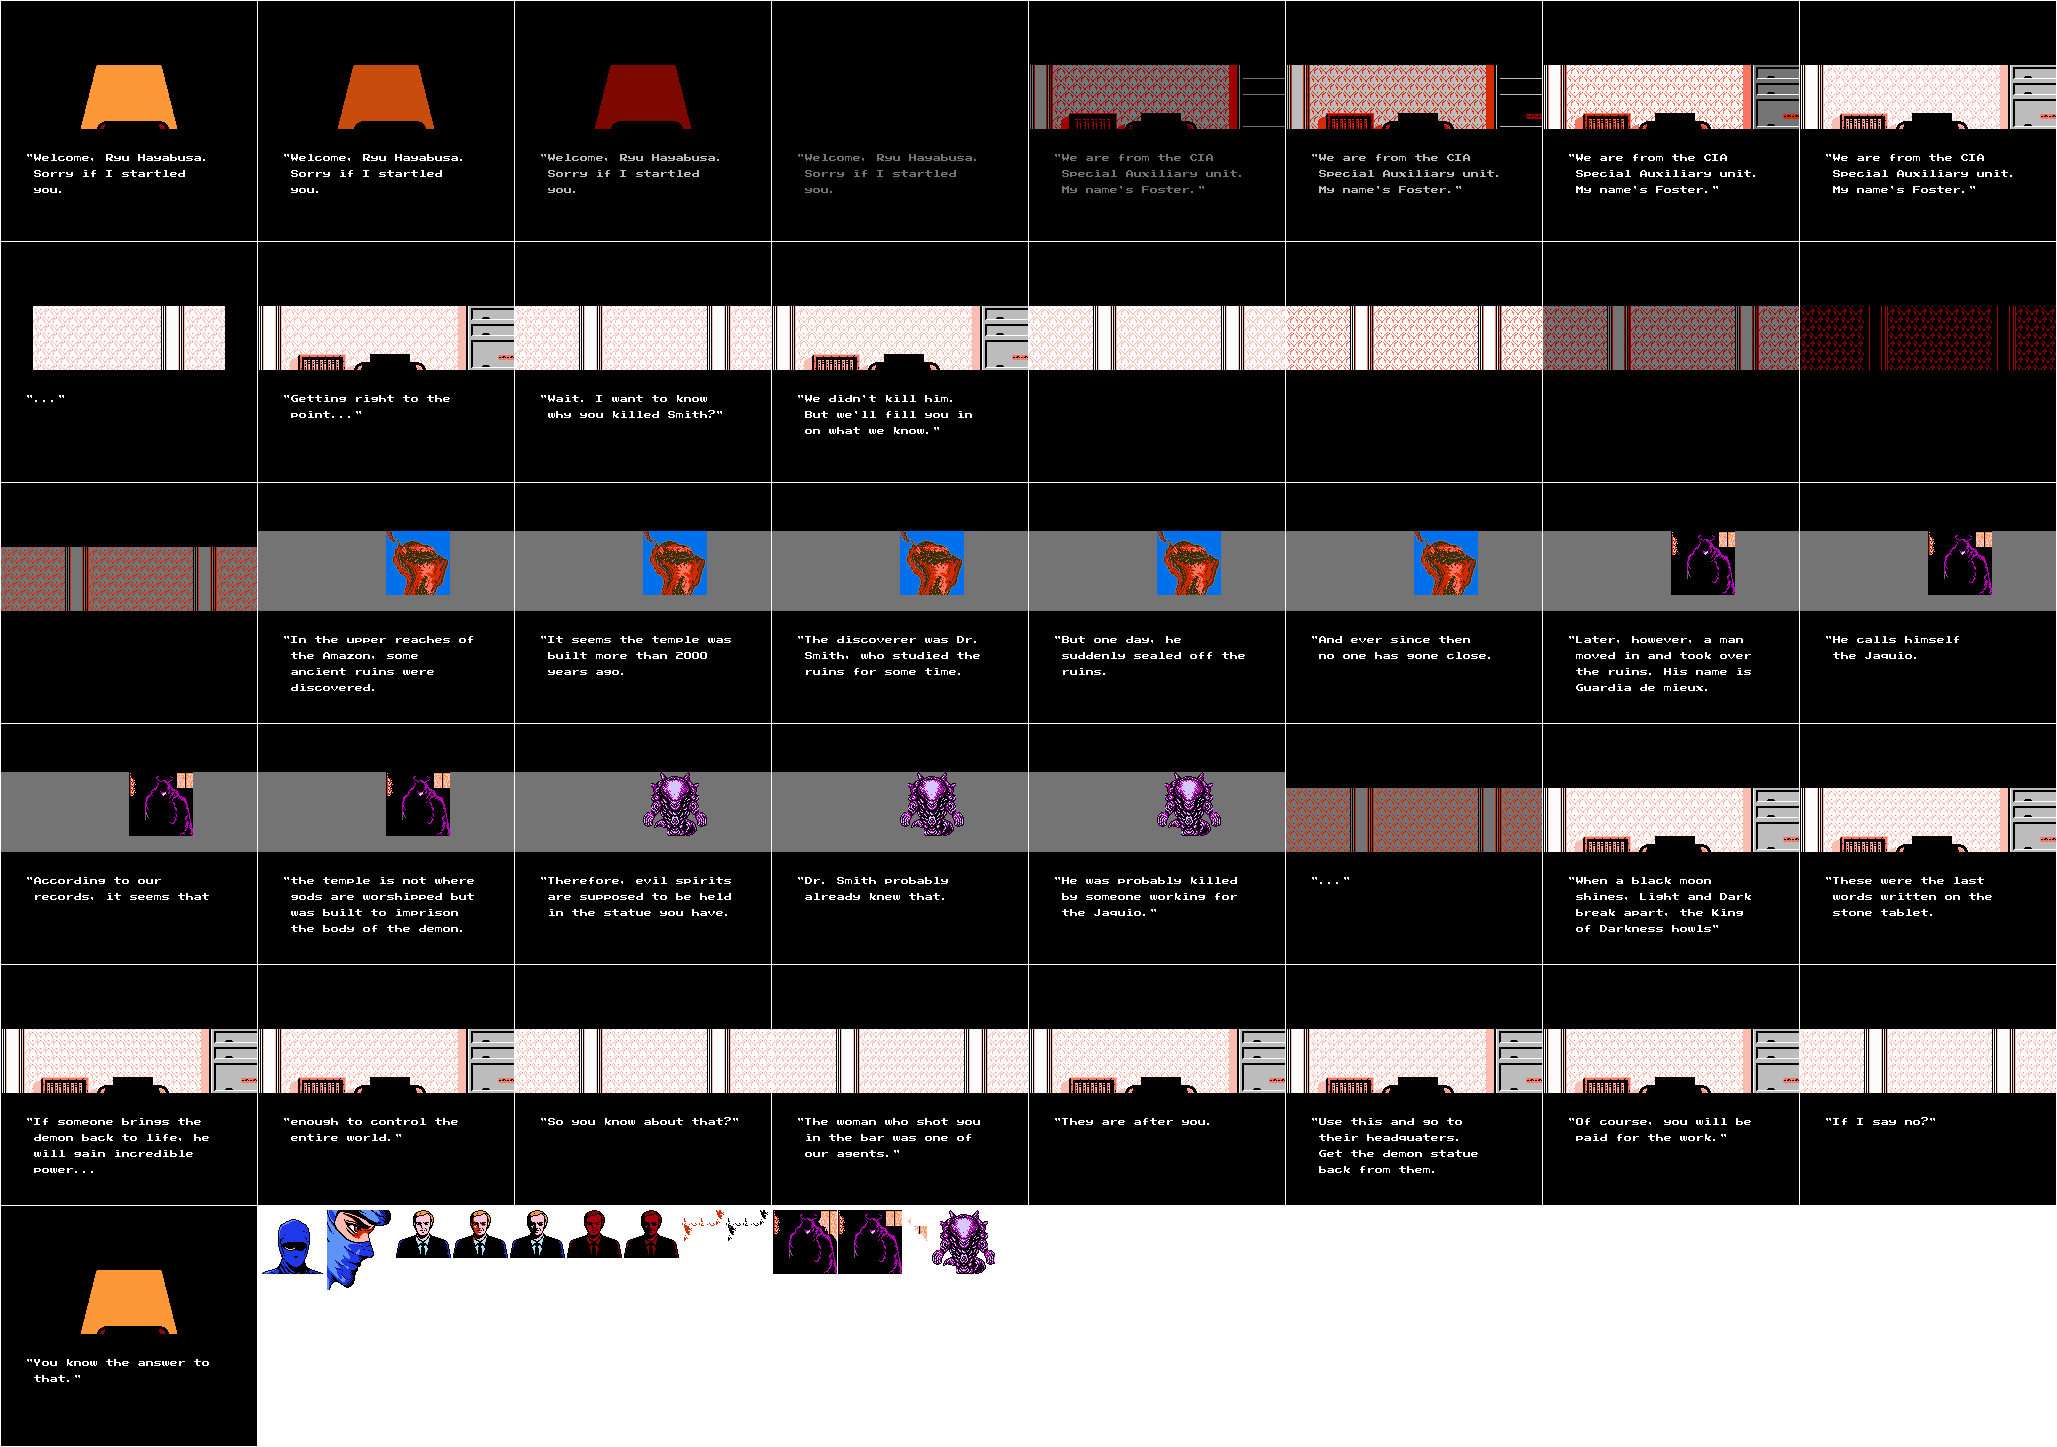 "Welcome, Ryu Hayabusa.
Sorry if I startled
you.
"Welcome, Ryu Hayabusa.
Sorry if I startled
you.
"Welcome, Ryu Hayabusa.
Sorry if I startled
you.
"Welcome, Ryu Hayabusa.
Sorry if I startled
you.
"We are from the CIA
Special Auxiliary unit.
My name's Foster."
"We are from the CIA
Special Auxiliary unit.
My name's Foster."
"We are from the CIA
Special Auxiliary unit.
My name's Foster."
"We are from the CIA
Special Auxiliary unit.
My name's Foster."
"..."
"Getting right to the
point..."
"Wait. I want to know
why you killed Smith?"
"We didn't kill him.
But we'll fill you in
on what we know."
"In the upper reaches of
the Amazon, some
ancient ruins were
discovered.
"It seems the temple was
built more than 2000
years ago.
"The discoverer was Dr.
Smith, who studied the
ruins for some time.
"But one day, he
suddenly sealed off the
ruins.
"And ever since then
no one has gone close.
"Later, however, a man
moved in and took over
the ruins. His name is
Guardia de mieux.
"He calls himself
the Jaquio.
"According to our
records, it seems that
"the temple is not where
gods are worshipped but
was built to imprison
the body of the demon.
"Therefore, evil spirits
are supposed to be held
in the statue you have.
"Dr. Smith probably
already knew that.
"He was probably killed
by someone working for
the Jaquio."
"..."
"When a black moon
shines, Light and Dark
break apart, the King
of Darkness howls"
"These were the last
words written on the
stone tablet.
"If someone brings the
demon back to life, he
will gain incredible
power...
"enough to control the
entire world."
"So you know about that?"
"The woman who shot you
in the bar was one of
our agents."
"They are after you.
"Use this and go to
their headquaters.
Get the demon statue
back from them.
"Of course, you will be
paid for the work."
"If I say no?"
"You know the answer to
that."